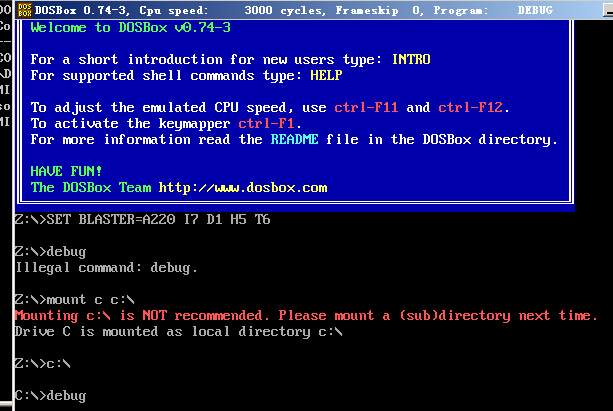 DOSBox 0.74-3, Cpu speed: 3000 cycles, Frameskip 0, Program: DEBUG
Welcome to DOSBox v0.74-3
For a short introduction for new users type: INTRO
For supported shell commands type: HELP
To adjust the emulated CPU speed, use ctrl-F11 and ctrl-F12.
To activate the keymapper ctrl-F1.
For more information read the README file in the DOSBox directory.
HAVE FUN!
The DOSBox Team http://www.dosbox.com
Z:\>SET BLASTER=A220 I7 D1 H5 T6
Z:\>debug
Illegal command: debug.
Z:\>mount c c:\
Mounting c:\ is NOT recommended. Please mount a (sub)directory next time.
Drive C is mounted as local directory c:\
Z:\>c:\
C:\>debug